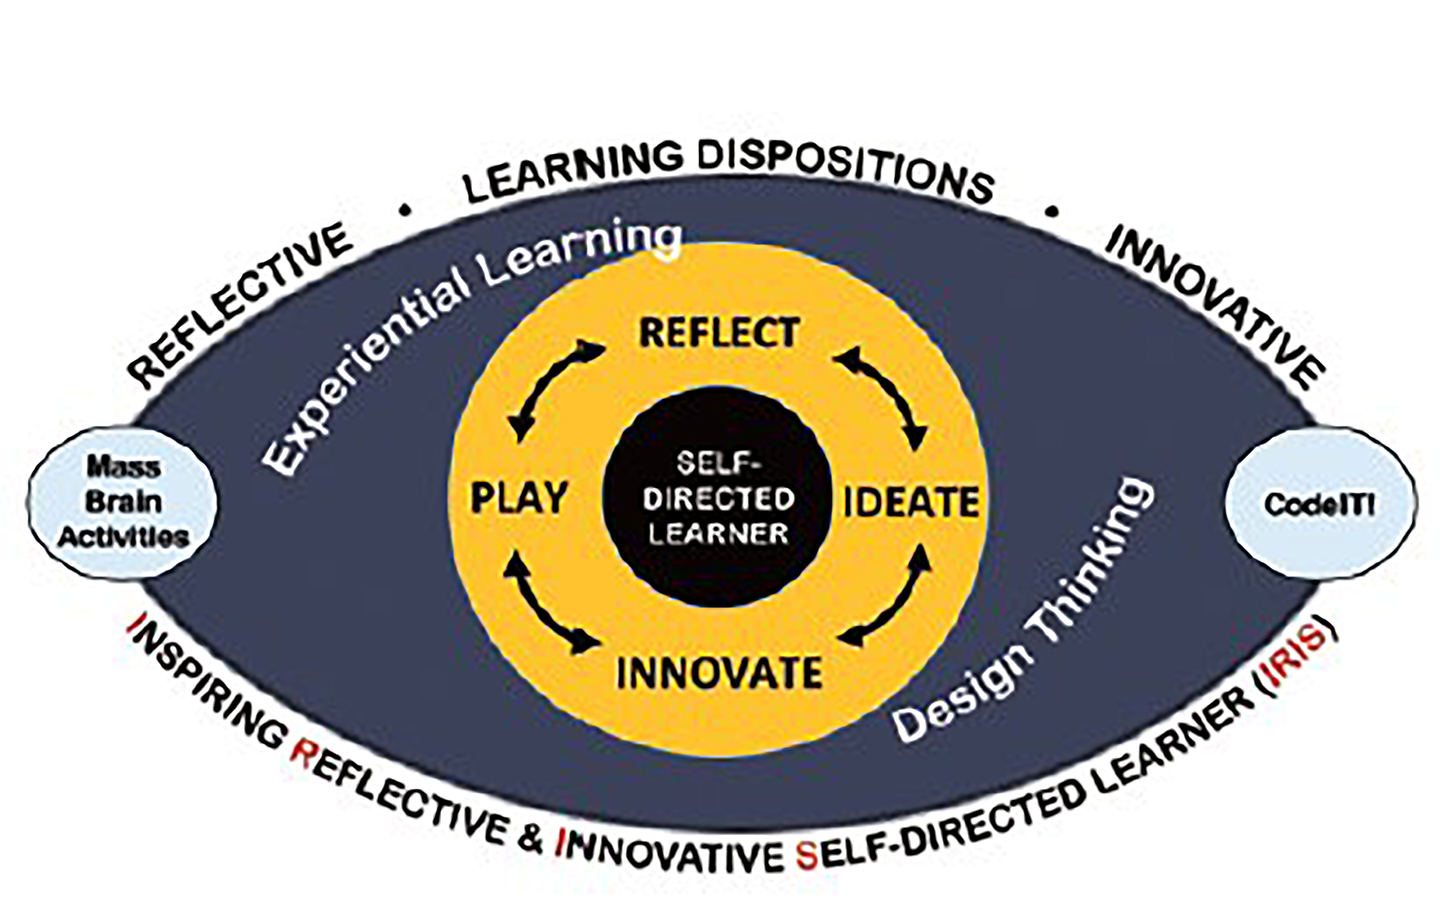 REFLECTIVE • LEARNING DISPOSITIONS • INNOVATIVE
Experiential Learning
REFLECT
Mass
Brain
Activities
PLAY
SELF-
DIRECTED
LEARNER
IDEATE
CodeIT!
INNOVATE
Design Thinking
INSPIRING REFLECTIVE & INNOVATIVE SELF-DIRECTED LEARNER (IRIS)